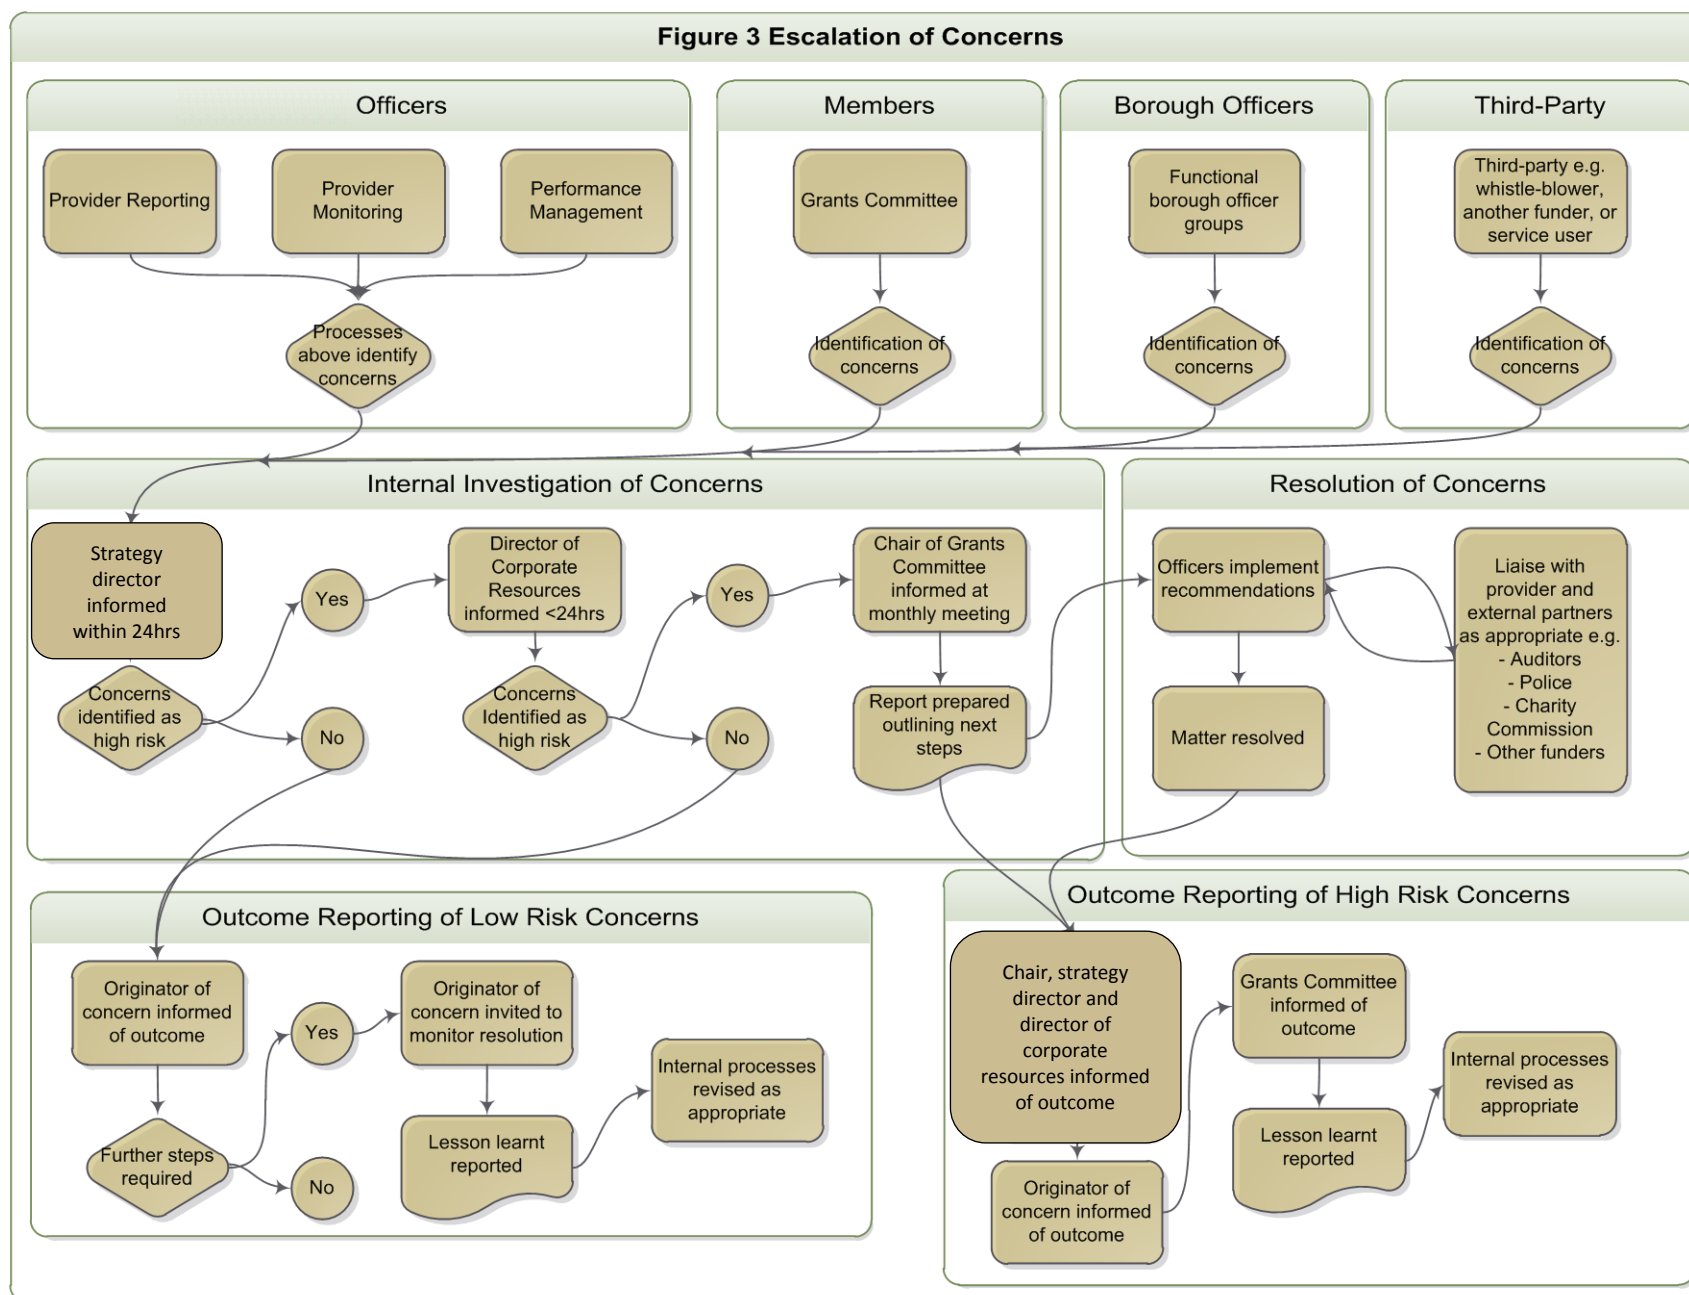 Figure 3 Escalation of Concerns
Officers
Provider Reporting
Provider
Monitoring
Performance
Management
Processes
above identify
concerns
Members
Grants Committee
Identification of
concerns
Borough Officers
Functional
borough officer
groups
Identification of
concerns
Third-Party
Third-party e.g.
whistle-blower,
another funder, or
service user
Identification of
concerns
Internal Investigation of Concerns
Strategy
director
informed
within 24hrs
Concerns
identified as
high risk
Yes
No
Director of
Corporate
Resources
informed <24hrs
Concerns
Identified as
high risk
Yes
No
Chair of Grants
Committee
informed at
monthly meeting
Report prepared
outlining next
steps
Resolution of Concerns
Officers implement
recommendations
Matter resolved
Liaise with
provider and
external partners
as appropriate e.g.
- Auditors
- Police
- Charity
Commission
- Other funders
Outcome Reporting of Low Risk Concerns
Originator of
concern informed
of outcome
Further steps
required
Yes
No
Originator of
concern invited to
monitor resolution
Lesson learnt
reported
Internal processes
revised as
appropriate
Outcome Reporting of High Risk Concerns
Chair, strategy
director and
director of
corporate
resources informed
of outcome
Originator of
concern informed
of outcome
Grants Committee
informed of
outcome
Lesson learnt
reported
Internal processes
revised as
appropriate